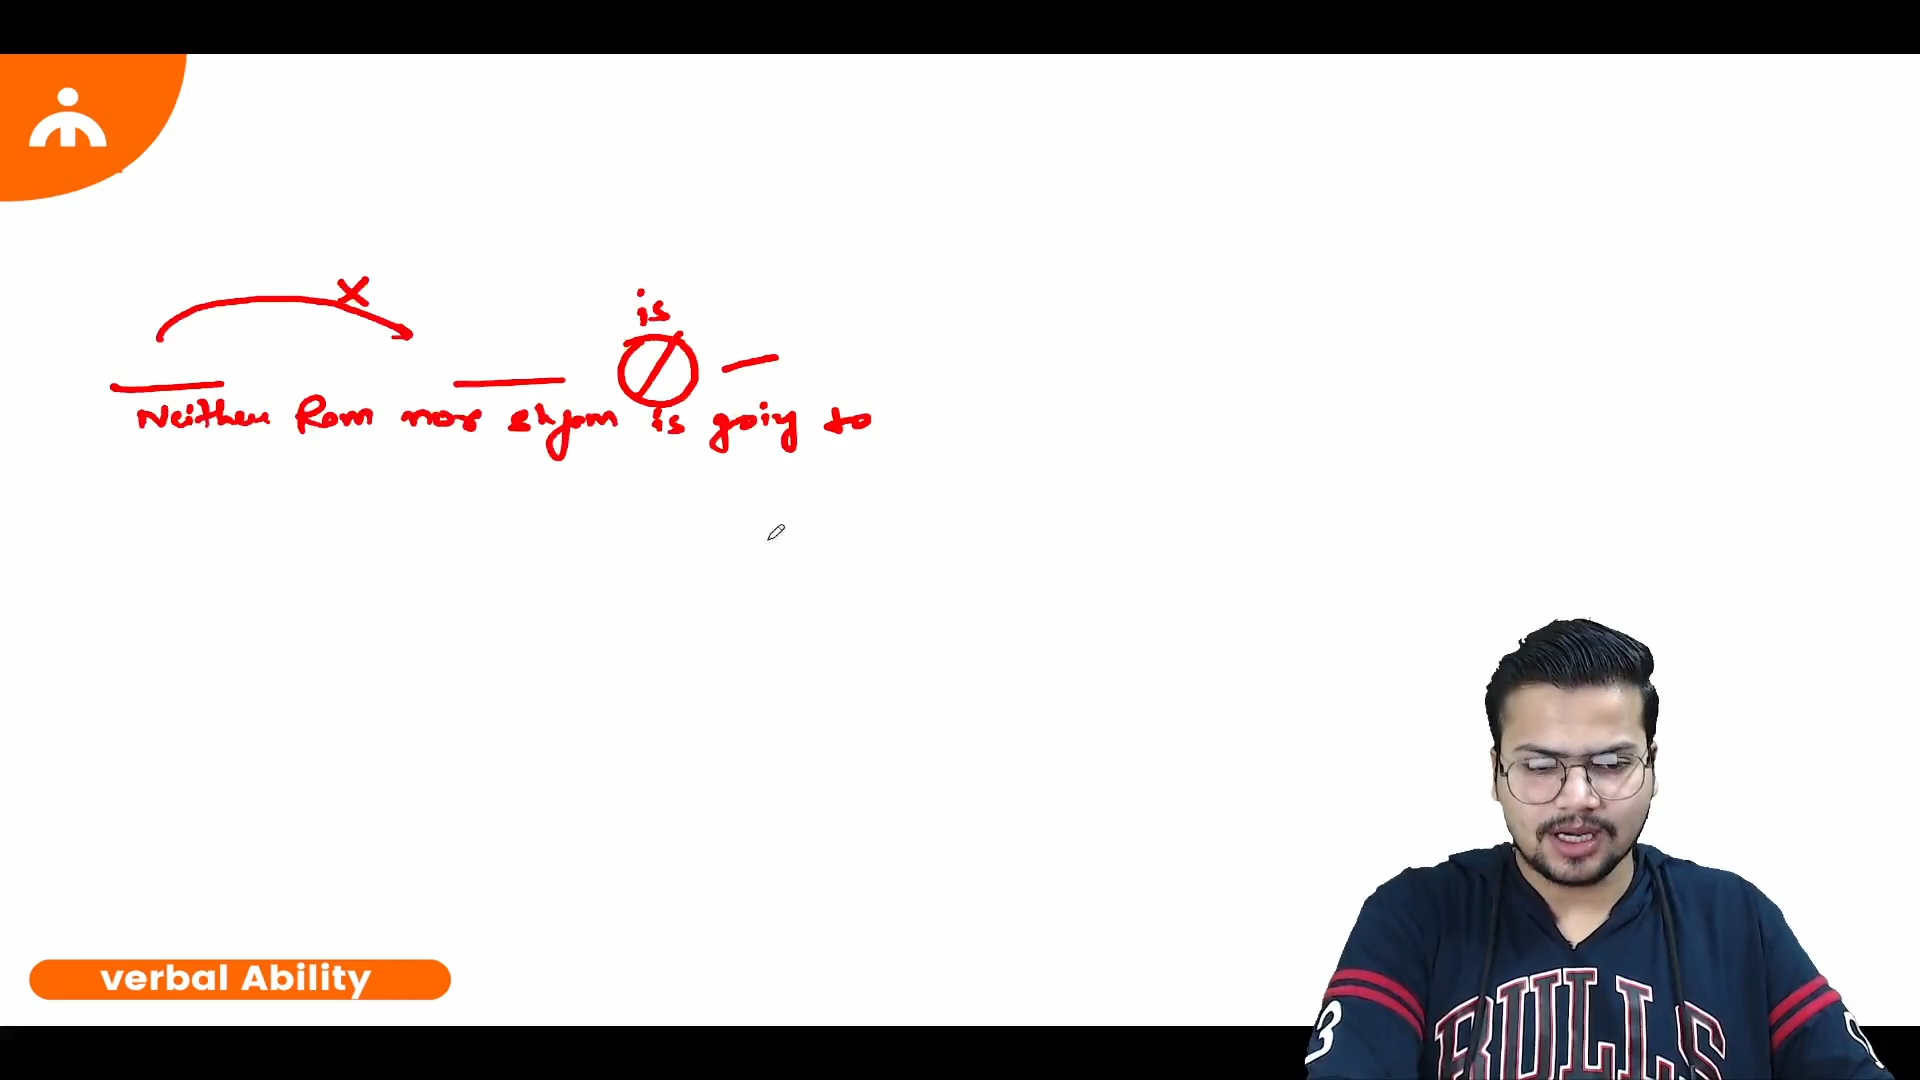 is
Neither Ram nor shyam is going to
verbal Ability
BULLS
3